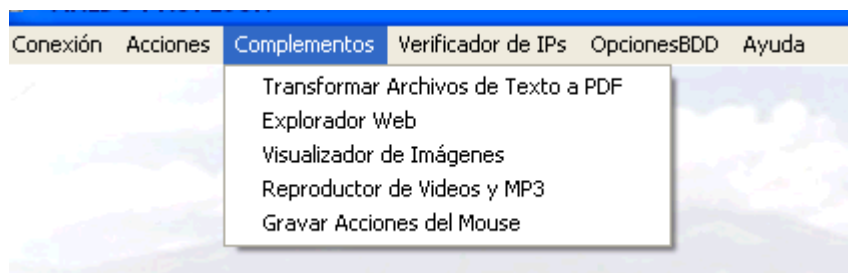 Conexión Acciones Complementos Verificador de IPs OpcionesBDD Ayuda
Transformar Archivos de Texto a PDF
Explorador Web
Visualizador de Imágenes
Reproductor de Videos y MP3
Gravar Acciones del Mouse